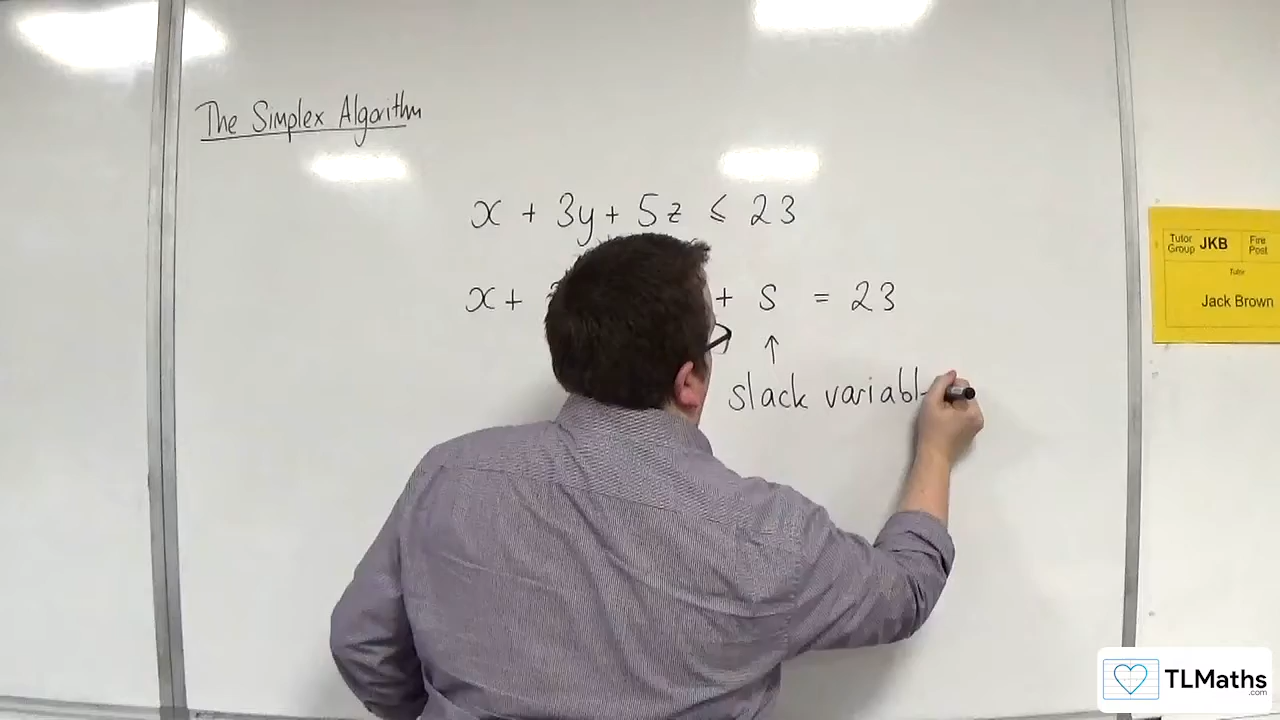 The Simplex Algorithm
x + 3y + 5z ≤ 23
x + + s = 23
↑
slack variabl
Tutor Group JKB Fire Post
Tutor
Jack Brown
TLMaths
.com